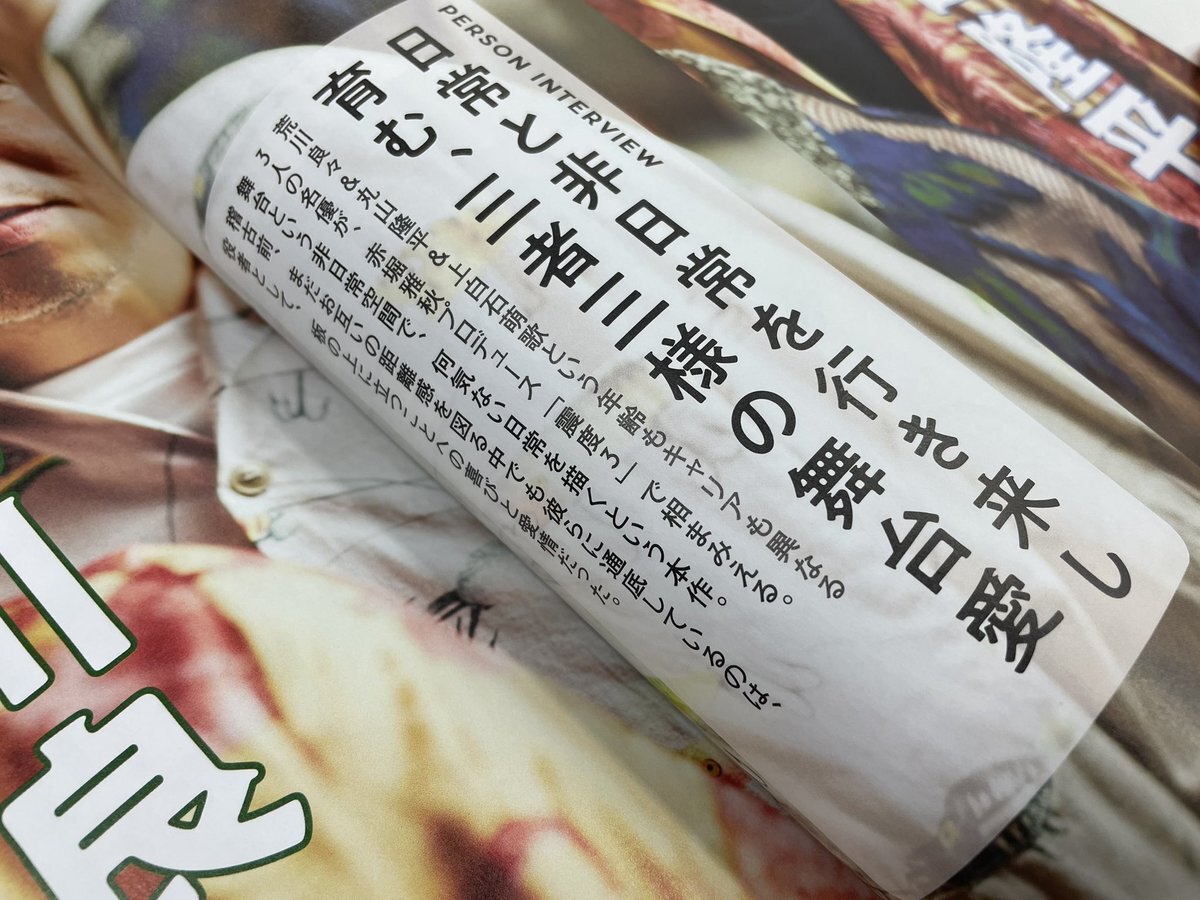 PERSON INTERVIEW
日常と非日常を行き来し
育む、三者三様の舞台愛
荒川良々&丸山隆平&上白石萌歌という年齢もキャリアも異なる
3人の名優が、赤堀雅秋プロデュース「震度3」で相まみえる。
舞台という非日常空間で、何気ない日常を描くという本作。
稽古前、まだお互いの距離感を図る中でも彼らに通底しているのは、
役者として、板の上に立つことへの喜びと愛情だった。
隆平
川良